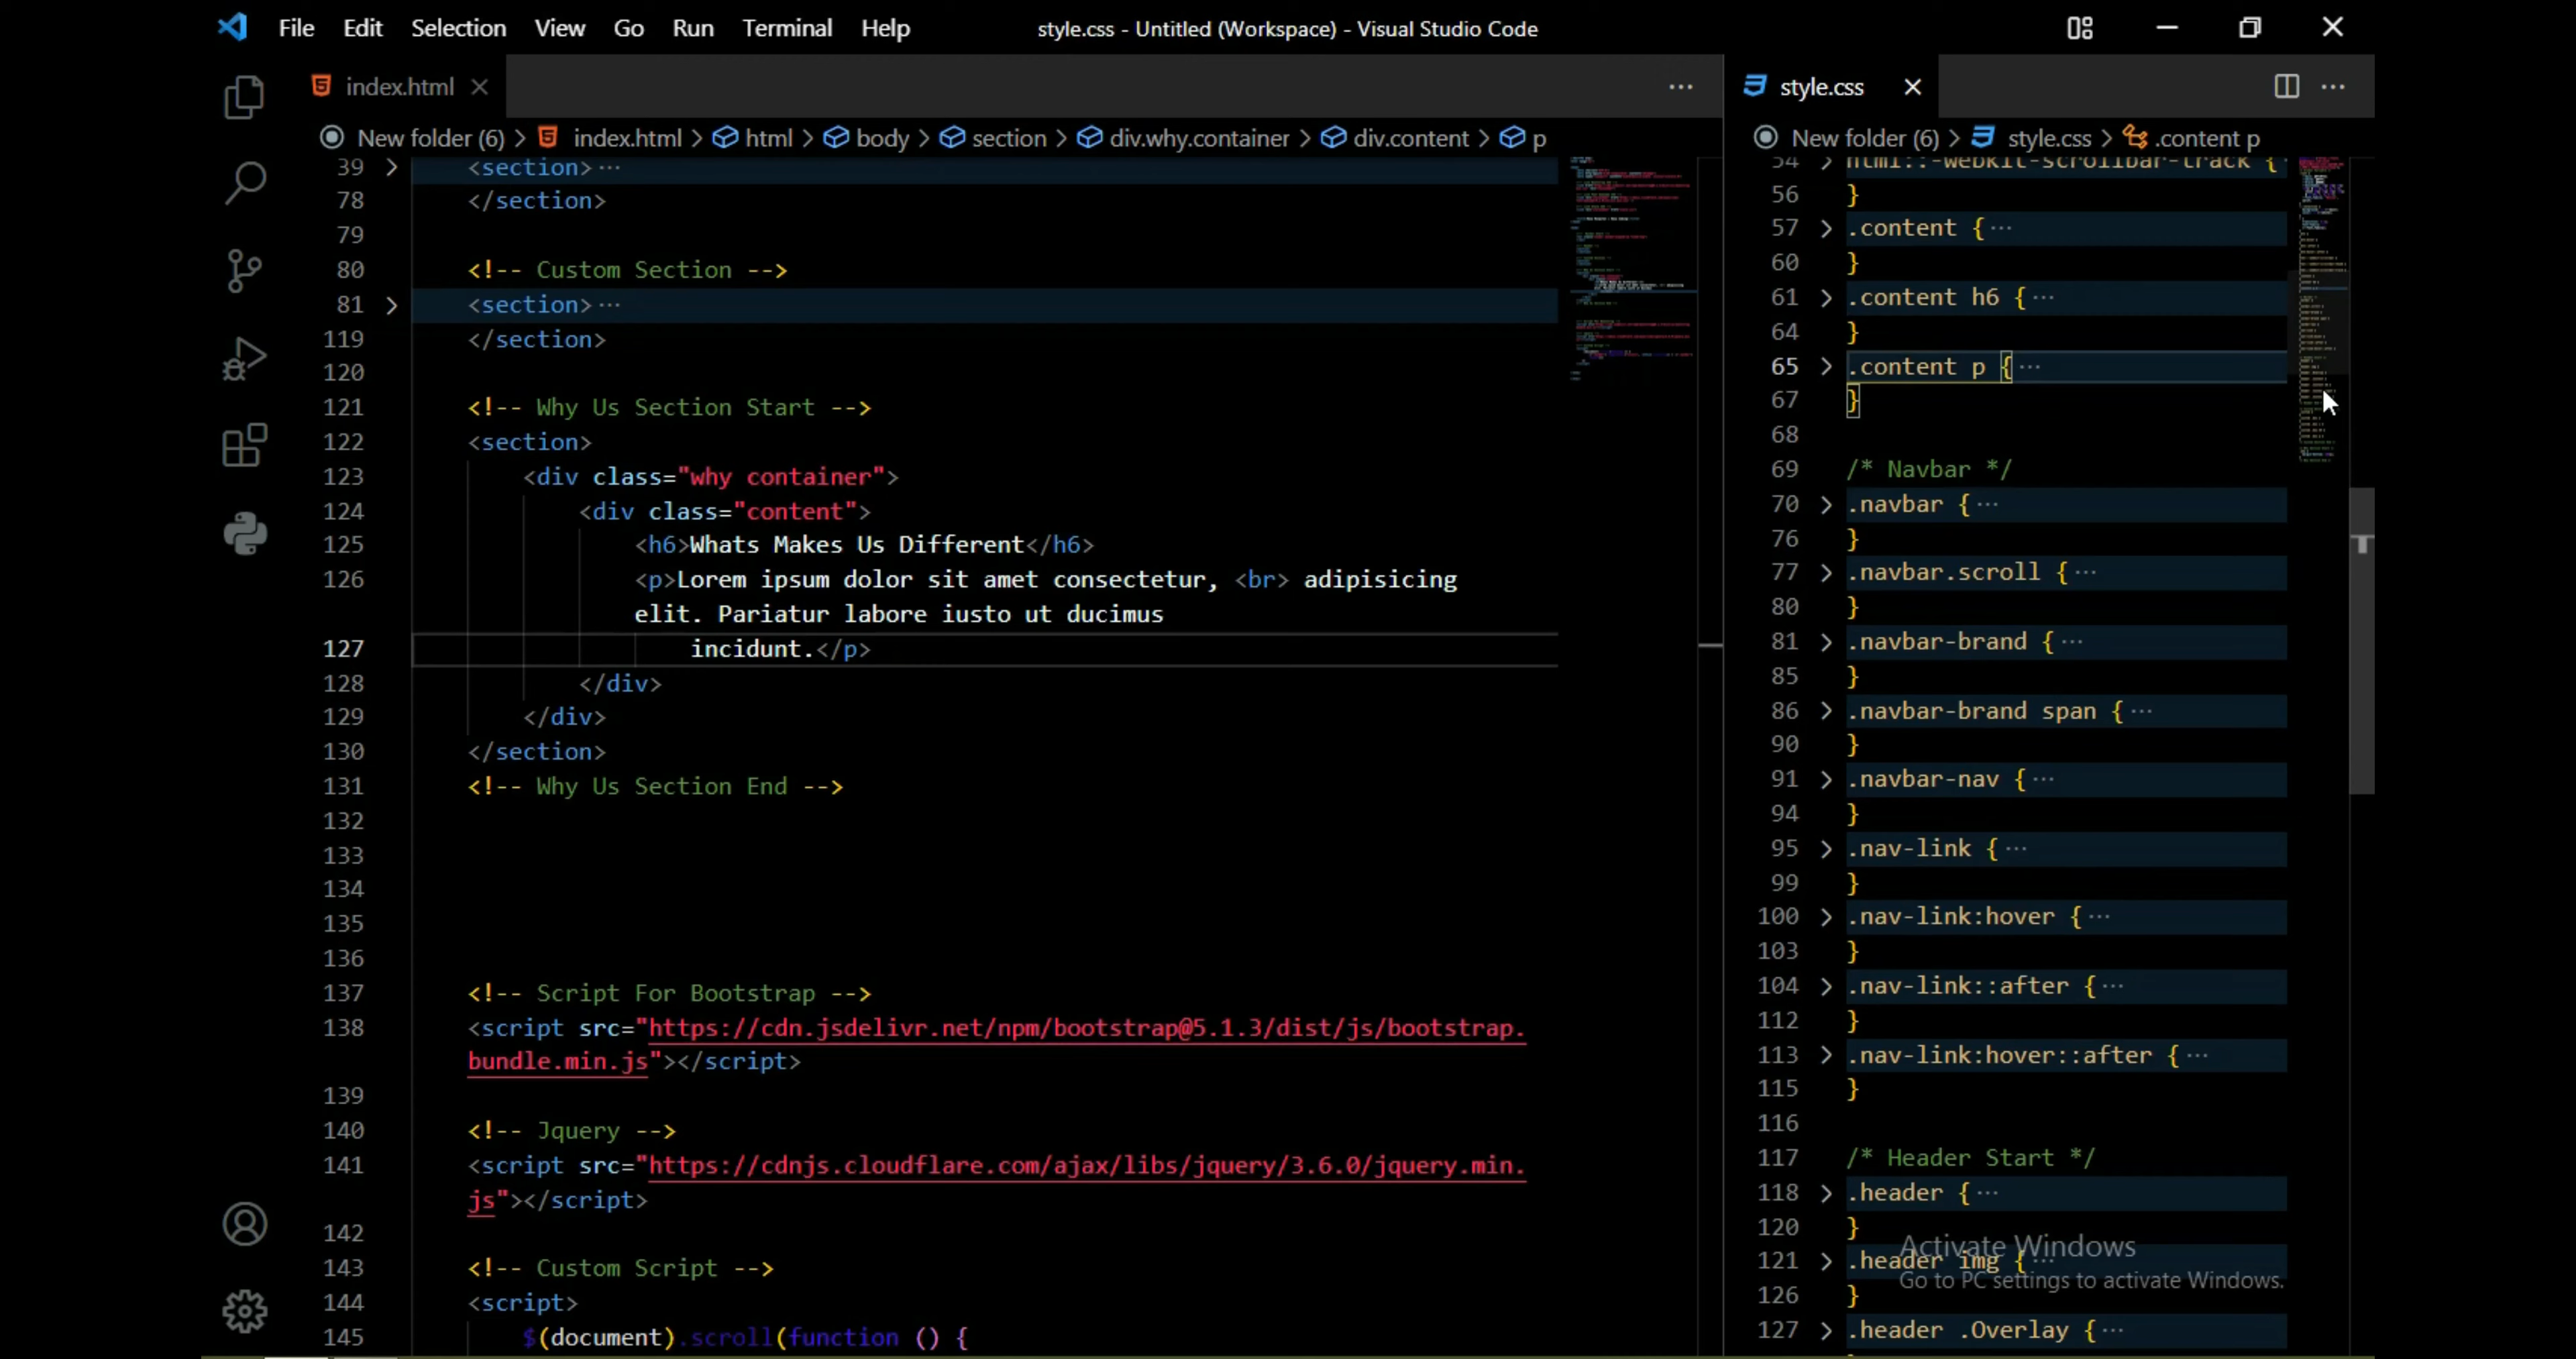 File Edit Selection View Go Run Terminal Help style.css - Untitled (Workspace) - Visual Studio Code
index.html
New folder (6) > index.html > html > body > section > div.why.container > div.content > p
39 <section>···
78 </section>
79
80 <!-- Custom Section -->
81 <section>···
119 </section>
120
121 <!-- Why Us Section Start -->
122 <section>
123 <div class="why container">
124 <div class="content">
125 <h6>Whats Makes Us Different</h6>
126 <p>Lorem ipsum dolor sit amet consectetur, <br> adipisicing
elit. Pariatur labore iusto ut ducimus
127 incidunt.</p>
128 </div>
129 </div>
130 </section>
131 <!-- Why Us Section End -->
132
133
134
135
136
137 <!-- Script For Bootstrap -->
138 <script src="https://cdn.jsdelivr.net/npm/bootstrap@5.1.3/dist/js/bootstrap.
bundle.min.js"></script>
139
140 <!-- Jquery -->
141 <script src="https://cdnjs.cloudflare.com/ajax/libs/jquery/3.6.0/jquery.min.
js"></script>
142
143 <!-- Custom Script -->
144 <script>
145 $(document).scroll(function () {
style.css
New folder (6) > style.css > .content p
54 html::-webkit-scrollbar-track {
56 }
57 .content {···
60 }
61 .content h6 {···
64 }
65 .content p {···
67 }
68
69 /* Navbar */
70 .navbar {···
76 }
77 .navbar.scroll {···
80 }
81 .navbar-brand {···
85 }
86 .navbar-brand span {···
90 }
91 .navbar-nav {···
94 }
95 .nav-link {···
99 }
100 .nav-link:hover {···
103 }
104 .nav-link::after {···
112 }
113 .nav-link:hover::after {···
115 }
116
117 /* Header Start */
118 .header {···
120 }
121 .header img {···
126 }
127 .header .Overlay {···
Activate Windows
Go to PC settings to activate Windows.